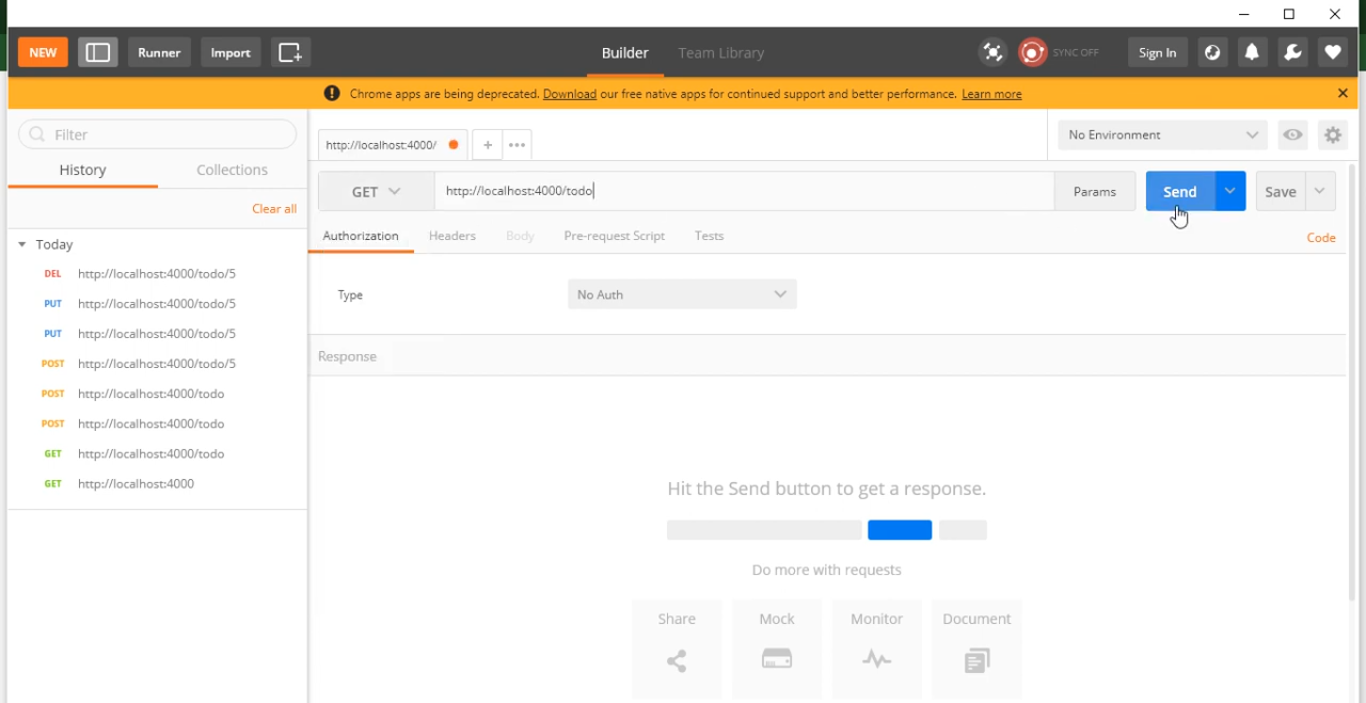 NEW Runner Import Builder Team Library SYNC OFF Sign In
! Chrome apps are being deprecated. Download our free native apps for continued support and better performance. Learn more
Filter
History Collections
Clear all
Today
DEL http://localhost:4000/todo/5
PUT http://localhost:4000/todo/5
PUT http://localhost:4000/todo/5
POST http://localhost:4000/todo/5
POST http://localhost:4000/todo
POST http://localhost:4000/todo
GET http://localhost:4000/todo
GET http://localhost:4000
http://localhost:4000/
No Environment
GET http://localhost:4000/todo Params Send Save
Authorization Headers Body Pre-request Script Tests Code
Type No Auth
Response
Hit the Send button to get a response.
Do more with requests
Share Mock Monitor Document